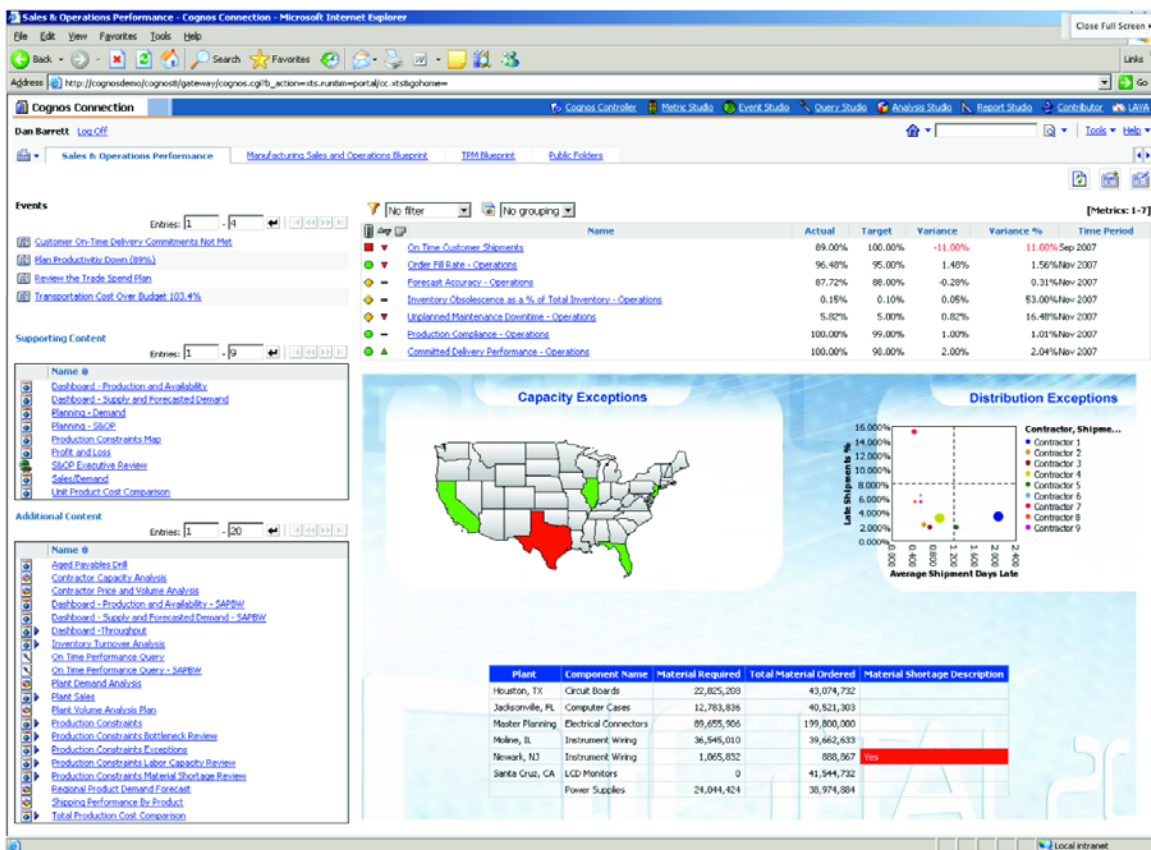 Sales & Operations Performance - Cognos Connection - Microsoft Internet Explorer
Close Full Screen
File Edit View Favorites Tools Help
Back Search Favorites Links
Address http://cognosdemo/cognos8/gateway/cognos.cgi?b_action=xts.run&m=portal/cc.xts&gohome= Go
Cognos Connection Cognos Controller Metric Studio Event Studio Query Studio Analysis Studio Report Studio Contributor LAVA
Dan Barrett Log Off Tools Help
Sales & Operations Performance Manufacturing Sales and Operations Blueprint TPM Blueprint Public Folders
Events
Entries: 1 - 4
Customer On-Time Delivery Commitments Not Met
Plan Productivitiy Down (89%)
Review the Trade Spend Plan
Transportation Cost Over Budget 103.4%
Supporting Content
Entries: 1 - 9
Name
Dashboard - Production and Availability
Dashboard - Supply and Forecasted Demand
Planning - Demand
Planning - S&OP
Production Constraints Map
Profit and Loss
S&OP Executive Review
Sales/Demand
Unit Product Cost Comparison
Additional Content
Entries: 1 - 20
Name
Aged Payables Drill
Contractor Capacity Analysis
Contractor Price and Volume Analysis
Dashboard - Production and Availability - SAPBW
Dashboard - Supply and Forecasted Demand - SAPBW
Dashboard -Throughput
Inventory Turnover Analysis
On Time Performance Query
On Time Performance Query - SAPBW
Plant Demand Analysis
Plant Sales
Plant Volume Analysis Plan
Production Constraints
Production Constraints Bottleneck Review
Production Constraints Exceptions
Production Constraints Labor Capacity Review
Production Constraints Material Shortage Review
Regional Product Demand Forecast
Shipping Performance By Product
Total Production Cost Comparison
No filter No grouping [Metrics: 1-7]
Name Actual Target Variance Variance % Time Period
On Time Customer Shipments 89.00% 100.00% -11.00% 11.00% Sep 2007
Order Fill Rate - Operations 96.48% 95.00% 1.48% 1.56% Nov 2007
Forecast Accuracy - Operations 87.72% 88.00% -0.28% 0.31% Nov 2007
Inventory Obsolescence as a % of Total Inventory - Operations 0.15% 0.10% 0.05% 53.00% Nov 2007
Unplanned Maintenance Downtime - Operations 5.82% 5.00% 0.82% 16.48% Nov 2007
Production Compliance - Operations 100.00% 99.00% 1.00% 1.01% Nov 2007
Committed Delivery Performance - Operations 100.00% 98.00% 2.00% 2.04% Nov 2007
Capacity Exceptions
Distribution Exceptions
Late Shipments %
16.000%
14.000%
12.000%
10.000%
8.000%
6.000%
4.000%
2.000%
0.000%
0.000 0.400 0.800 1.200 1.600 2.000 2.400
Average Shipment Days Late
Contractor, Shipme...
Contractor 1
Contractor 2
Contractor 3
Contractor 4
Contractor 5
Contractor 6
Contractor 7
Contractor 8
Contractor 9
Plant Component Name Material Required Total Material Ordered Material Shortage Description
Houston, TX Circuit Boards 22,825,208 43,074,732
Jacksonville, FL Computer Cases 12,783,836 40,521,303
Master Planning Electrical Connectors 89,655,906 199,800,000
Moline, IL Instrument Wiring 36,545,010 39,662,633
Newark, NJ Instrument Wiring 1,065,832 888,867 Yes
Santa Cruz, CA LCD Monitors 0 41,544,732
Power Supplies 24,044,424 38,974,884
Local intranet